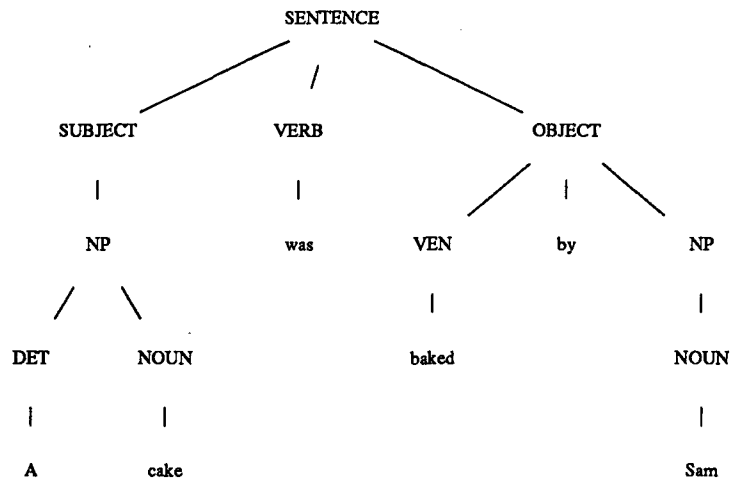 SENTENCE
SUBJECT VERB OBJECT
NP was VEN by NP
DET NOUN baked NOUN
A cake Sam